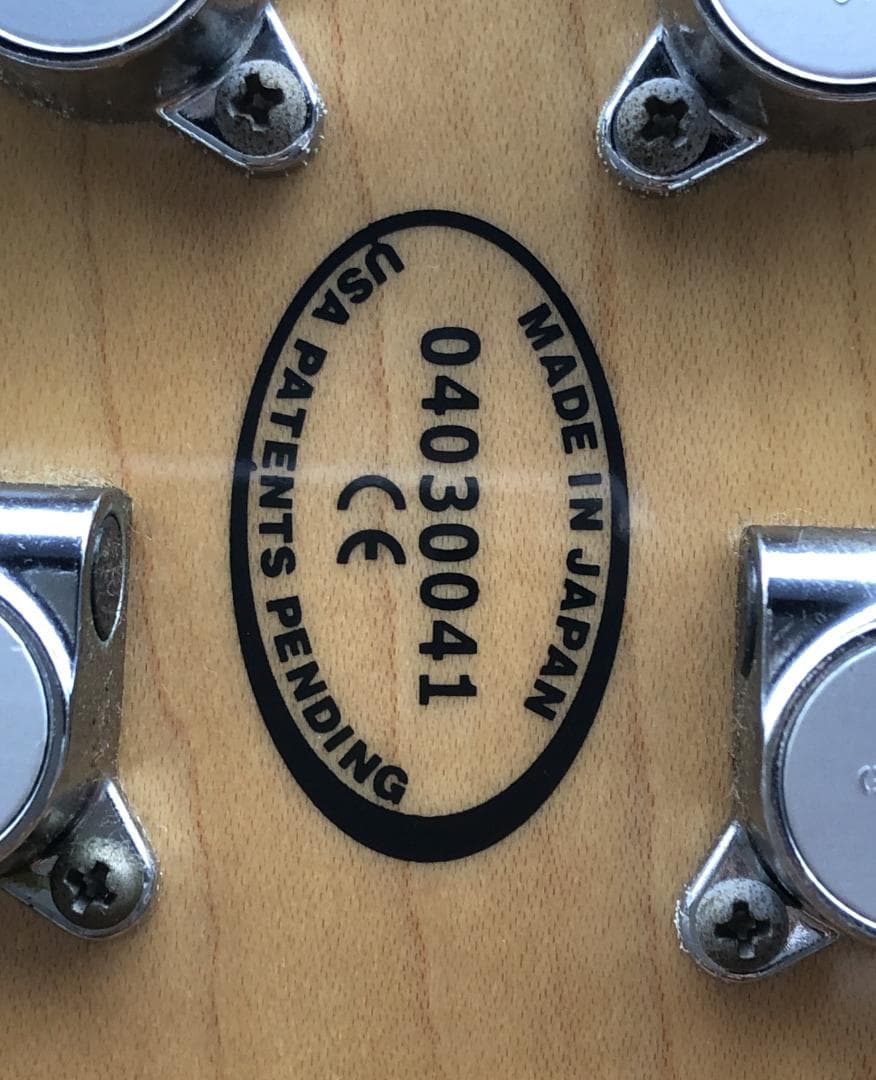 MADE IN JAPAN
04030041
CE
USA PATENTS PENDING